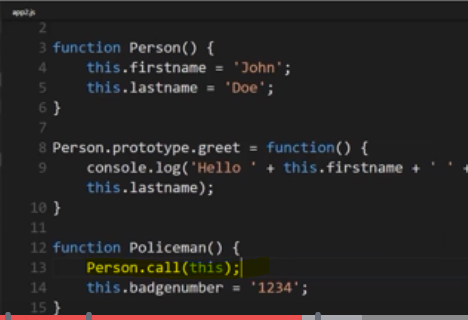 app2.js
2
3 function Person() {
4 this.firstname = 'John';
5 this.lastname = 'Doe';
6 }
7
8 Person.prototype.greet = function() {
9 console.log('Hello ' + this.firstname + ' ' +
this.lastname);
10 }
11
12 function Policeman() {
13 Person.call(this);
14 this.badgenumber = '1234';
15 }